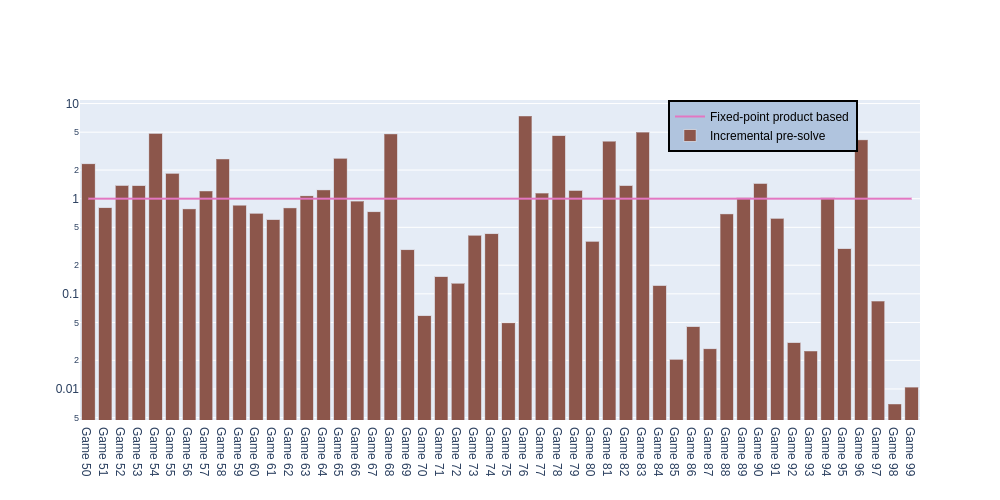 Fixed-point product based
Incremental pre-solve
10
5
2
1
5
2
0.1
5
2
0.01
5
Game 50
Game 51
Game 52
Game 53
Game 54
Game 55
Game 56
Game 57
Game 58
Game 59
Game 60
Game 61
Game 62
Game 63
Game 64
Game 65
Game 66
Game 67
Game 68
Game 69
Game 70
Game 71
Game 72
Game 73
Game 74
Game 75
Game 76
Game 77
Game 78
Game 79
Game 80
Game 81
Game 82
Game 83
Game 84
Game 85
Game 86
Game 87
Game 88
Game 89
Game 90
Game 91
Game 92
Game 93
Game 94
Game 95
Game 96
Game 97
Game 98
Game 99